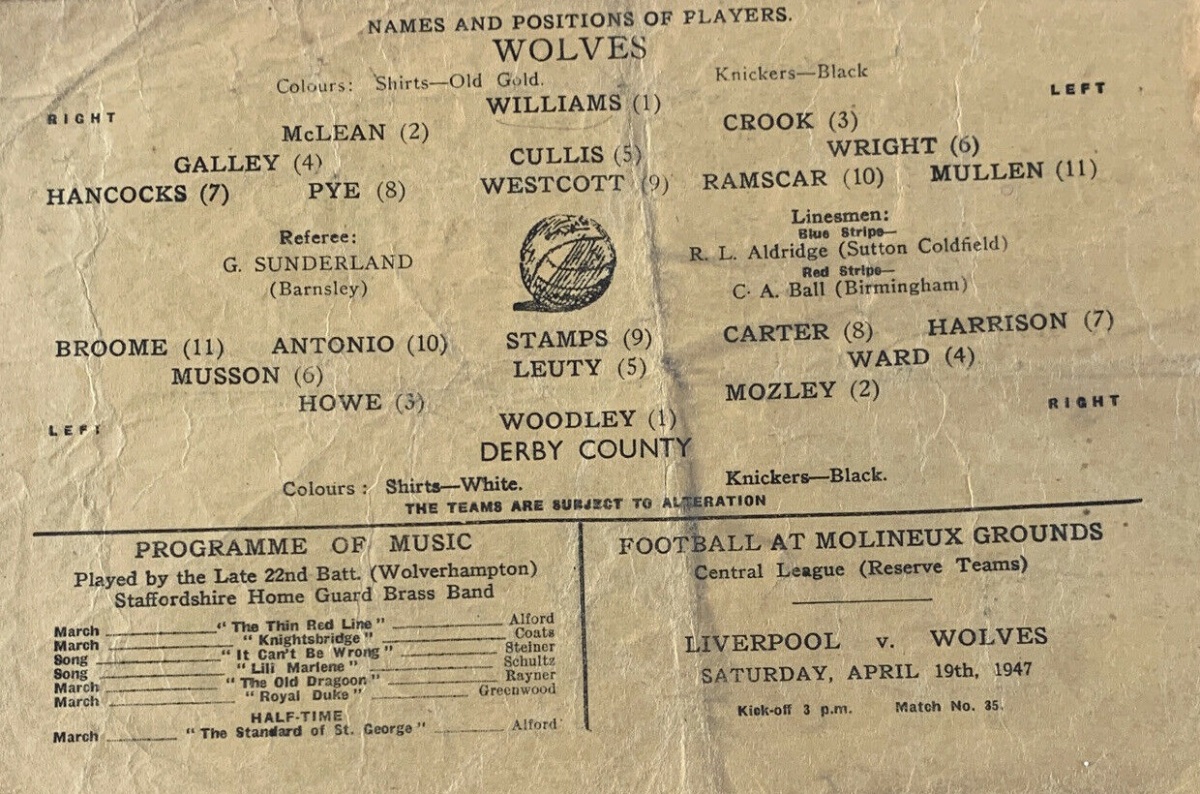 NAMES AND POSITIONS OF PLAYERS.
WOLVES
Colours: Shirts—Old Gold. Knickers—Black
RIGHT LEFT
WILLIAMS (1)
McLEAN (2) CROOK (3)
GALLEY (4) CULLIS (5) WRIGHT (6)
HANCOCKS (7) PYE (8) WESTCOTT (9) RAMSCAR (10) MULLEN (11)
Referee:
G. SUNDERLAND
(Barnsley)
Linesmen:
Blue Stripe—
R. L. Aldridge (Sutton Coldfield)
Red Stripe—
C. A. Ball (Birmingham)
BROOME (11) ANTONIO (10) STAMPS (9) CARTER (8) HARRISON (7)
MUSSON (6) LEUTY (5) WARD (4)
HOWE (3) MOZLEY (2)
LEFT RIGHT
WOODLEY (1)
DERBY COUNTY
Colours: Shirts—White. Knickers—Black.
THE TEAMS ARE SUBJECT TO ALTERATION
PROGRAMME OF MUSIC
Played by the Late 22nd Batt. (Wolverhampton)
Staffordshire Home Guard Brass Band
March "The Thin Red Line" Alford
March "Knightsbridge" Coats
Song "It Can't Be Wrong" Steiner
Song "Lili Marlene" Schultz
March "The Old Dragoon" Rayner
March "Royal Duke" Greenwood
HALF-TIME
March "The Standard of St. George" Alford
FOOTBALL AT MOLINEUX GROUNDS
Central League (Reserve Teams)
LIVERPOOL v. WOLVES
SATURDAY, APRIL 19th, 1947
Kick-off 3 p.m. Match No. 35.